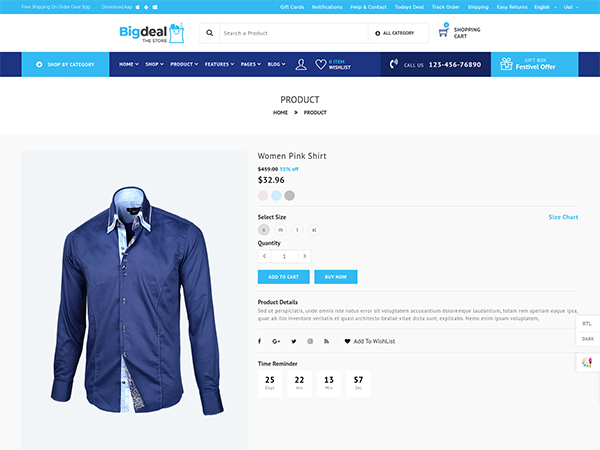 Free Shipping On Order Over $99 Download App Gift Cards Notifications Help & Contact Todays Deal Track Order Shipping Easy Returns English Usd
Bigdeal
THE STORE
Search a Product
ALL CATEGORY
0
SHOPPING
CART
SHOP BY CATEGORY
HOME SHOP PRODUCT FEATURES PAGES BLOG
0 ITEM
WISHLIST
CALL US 123-456-76890
GIFT BOX
Festivel Offer
PRODUCT
HOME » PRODUCT
Women Pink Shirt
$459.00 55% off
$32.96
Select Size Size Chart
s m l xl
Quantity
< 1 >
ADD TO CART BUY NOW
Product Details
Sed ut perspiciatis, unde omnis iste natus error sit voluptatem accusantium doloremque laudantium, totam rem aperiam eaque ipsa,
quae ab illo inventore veritatis et quasi architecto beatae vitae dicta sunt, explicabo. Nemo enim ipsam voluptatem,
Add To WishList
RTL
DARK
Time Reminder
25 22 13 57
Days Hrs Min Sec